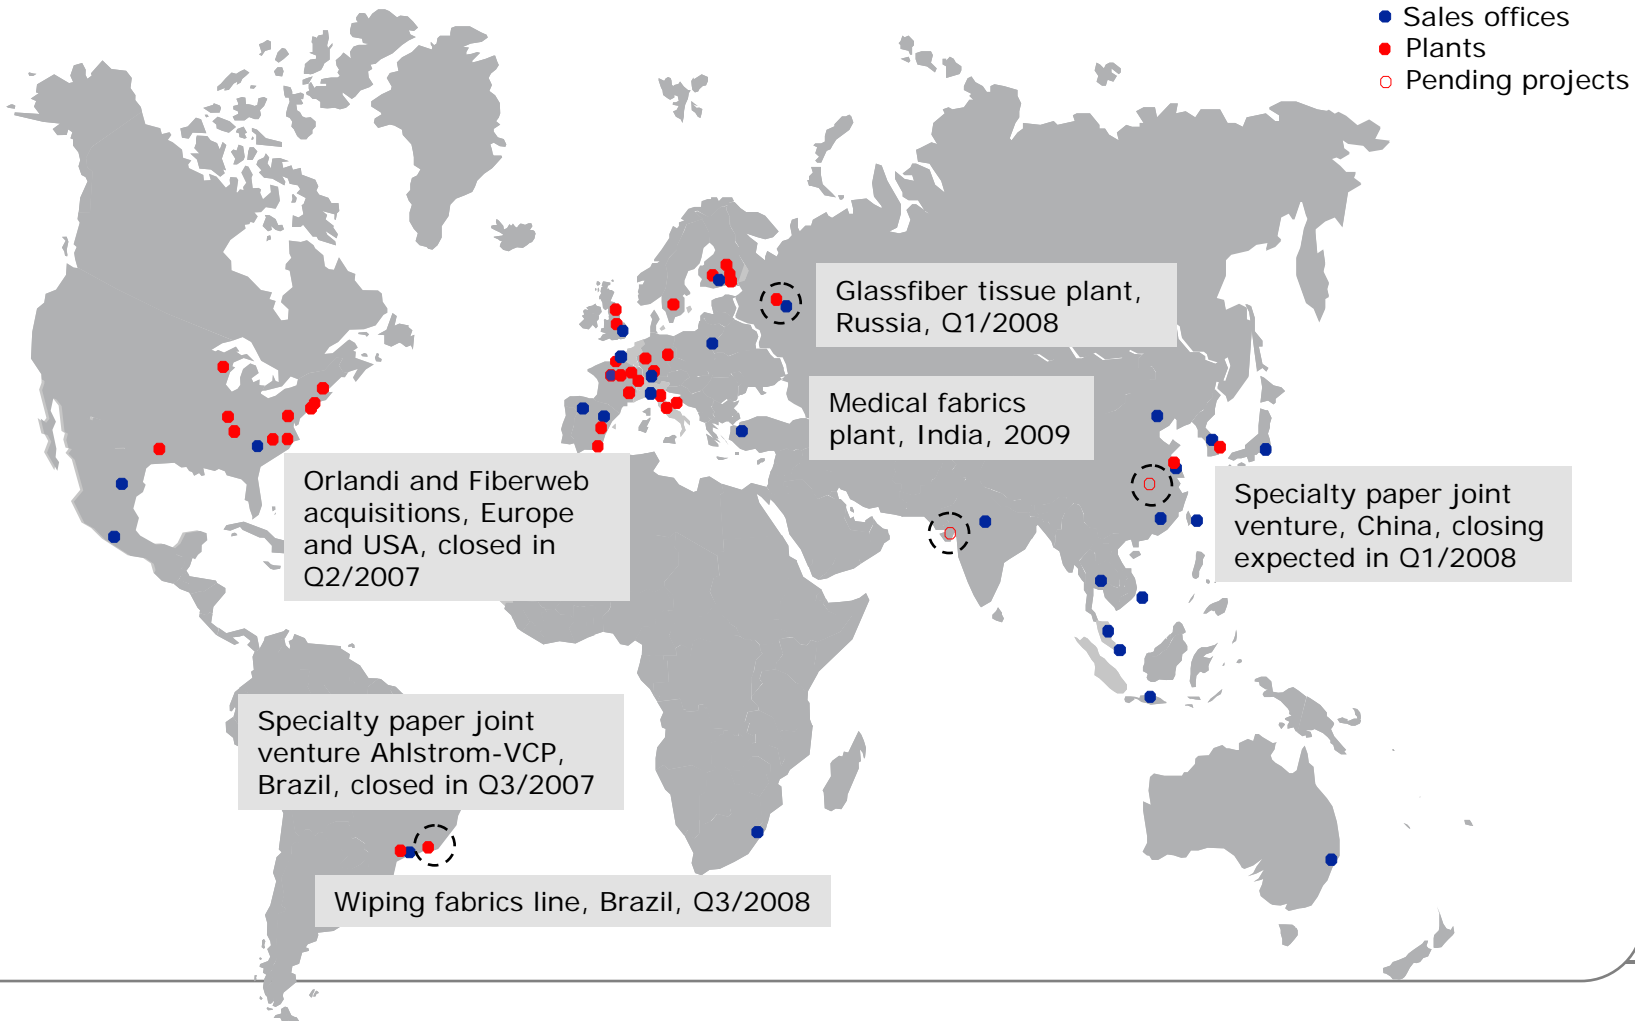 Sales offices
Plants
Pending projects
Glassfiber tissue plant,
Russia, Q1/2008
Medical fabrics
plant, India, 2009
Orlandi and Fiberweb
acquisitions, Europe
and USA, closed in
Q2/2007
Specialty paper joint
venture, China, closing
expected in Q1/2008
Specialty paper joint
venture Ahlstrom-VCP,
Brazil, closed in Q3/2007
Wiping fabrics line, Brazil, Q3/2008